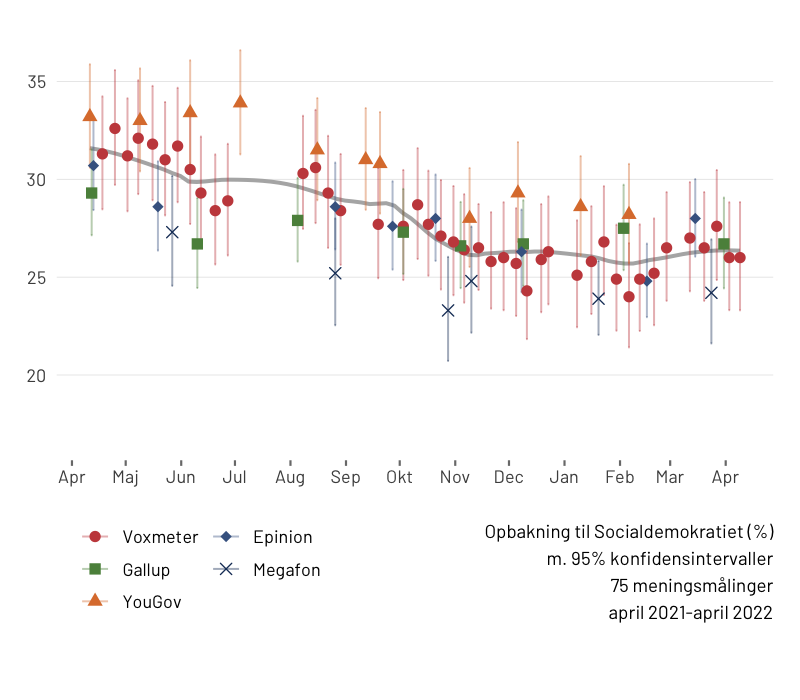 35
30
25
20
Apr Maj Jun Jul Aug Sep Okt Nov Dec Jan Feb Mar Apr
Voxmeter Epinion
Gallup Megafon
YouGov
Opbakning til Socialdemokratiet (%)
m. 95% konfidensintervaller
75 meningsmålinger
april 2021-april 2022